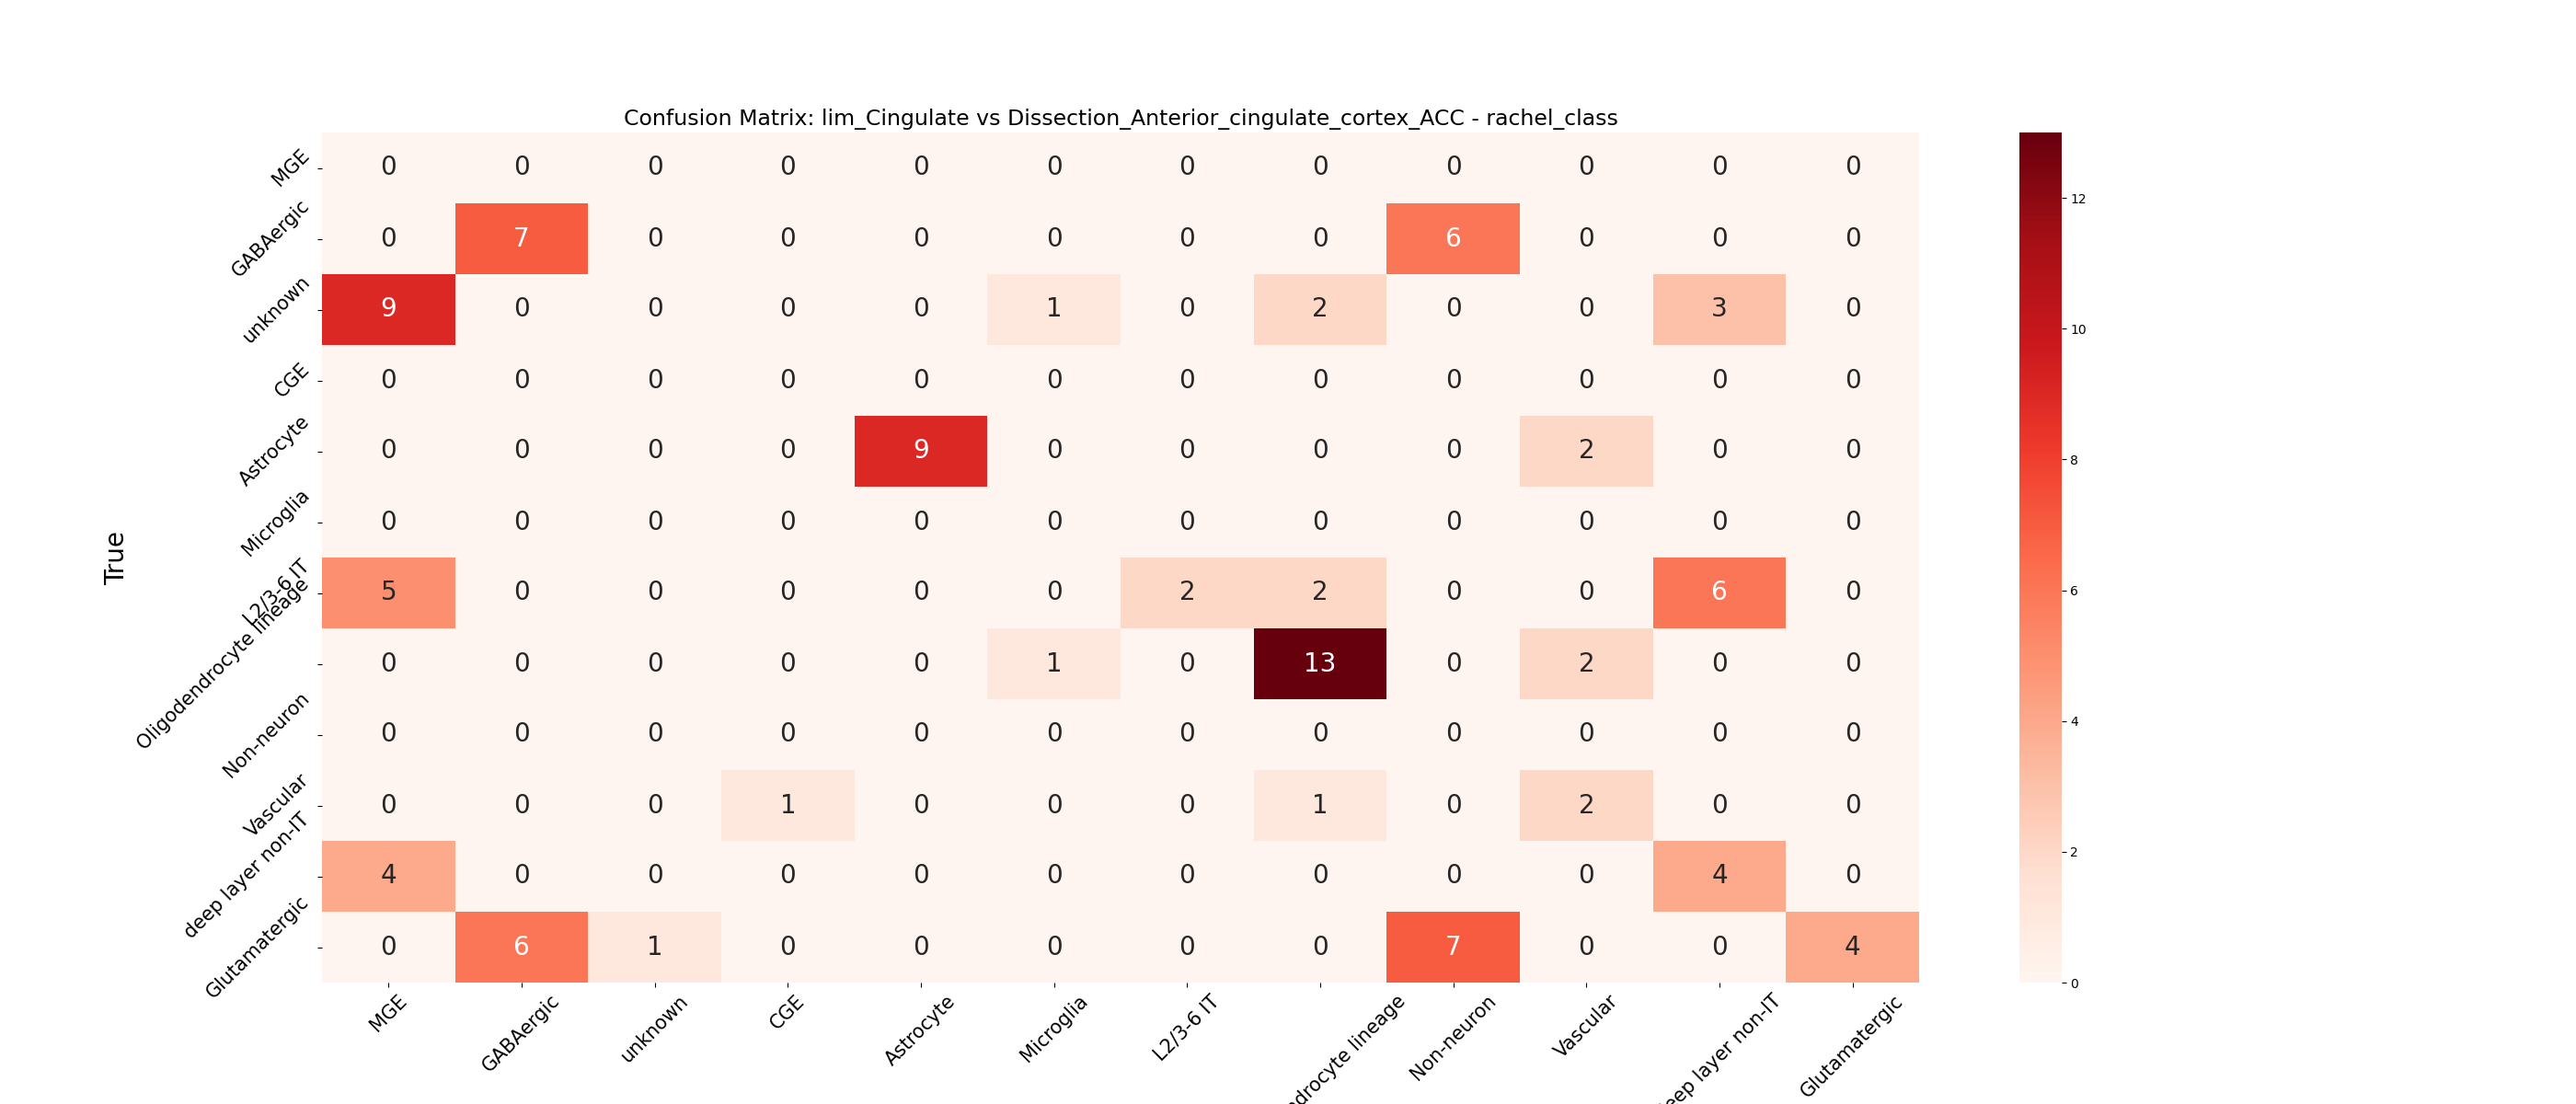 Confusion Matrix: lim_Cingulate vs Dissection_Anterior_cingulate_cortex_ACC - rachel_class
True
MGE 0 0 0 0 0 0 0 0 0 0 0 0
GABAergic 0 7 0 0 0 0 0 0 6 0 0 0
unknown 9 0 0 0 0 1 0 2 0 0 3 0
CGE 0 0 0 0 0 0 0 0 0 0 0 0
Astrocyte 0 0 0 0 9 0 0 0 0 2 0 0
Microglia 0 0 0 0 0 0 0 0 0 0 0 0
L2/3-6 IT 5 0 0 0 0 0 2 2 0 0 6 0
Oligodendrocyte lineage 0 0 0 0 0 1 0 13 0 2 0 0
Non-neuron 0 0 0 0 0 0 0 0 0 0 0 0
Vascular 0 0 0 1 0 0 0 1 0 2 0 0
deep layer non-IT 4 0 0 0 0 0 0 0 0 0 4 0
Glutamatergic 0 6 1 0 0 0 0 0 7 0 0 4
MGE GABAergic unknown CGE Astrocyte Microglia L2/3-6 IT lineage Non-neuron Vascular layer non-IT Glutamatergic
12
10
8
6
4
2
0